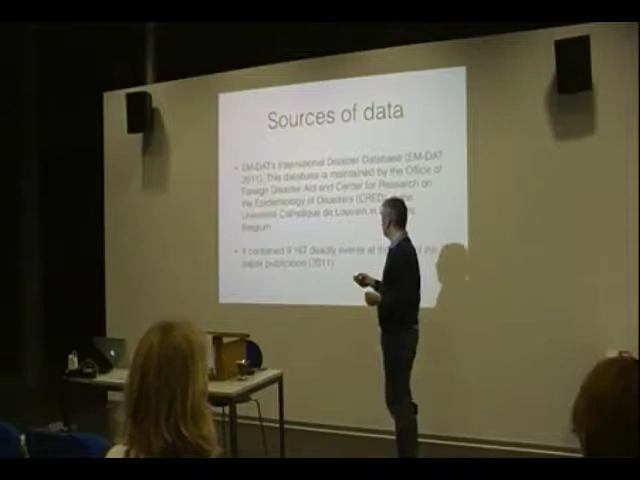 Sources of data
• EM-DAT's International Disaster Database (EM-DAT
2011). This database is maintained by the Office of
Foreign Disaster Aid and Center for Research on
the Epidemiology of Disasters (CRED) the
Université Catholique de Louvain in
Belgium
• It contained 9'167 deadly events at
paper publication (2011)